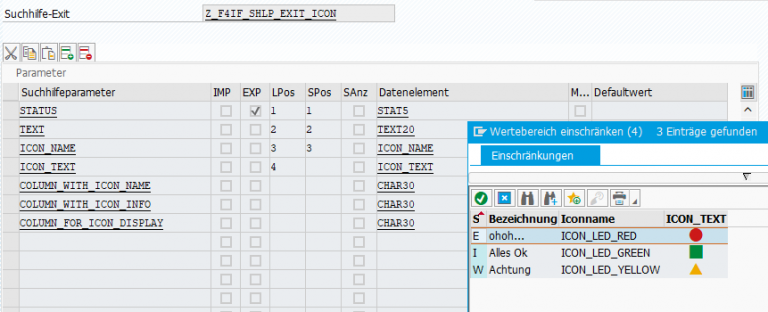 Suchhilfe-Exit Z_F4IF_SHLP_EXIT_ICON
Parameter
Suchhilfeparameter IMP EXP LPos SPos SAnz Datenelement M... Defaultwert
STATUS 1 1 STAT5
TEXT 2 2 TEXT20
ICON_NAME 3 3 ICON_NAME
ICON_TEXT 4 ICON_TEXT
COLUMN_WITH_ICON_NAME CHAR30
COLUMN_WITH_ICON_INFO CHAR30
COLUMN_FOR_ICON_DISPLAY CHAR30
Wertebereich einschränken (4) 3 Einträge gefunden
Einschränkungen
S Bezeichnung Iconname ICON_TEXT
E ohoh... ICON_LED_RED
I Alles Ok ICON_LED_GREEN
W Achtung ICON_LED_YELLOW